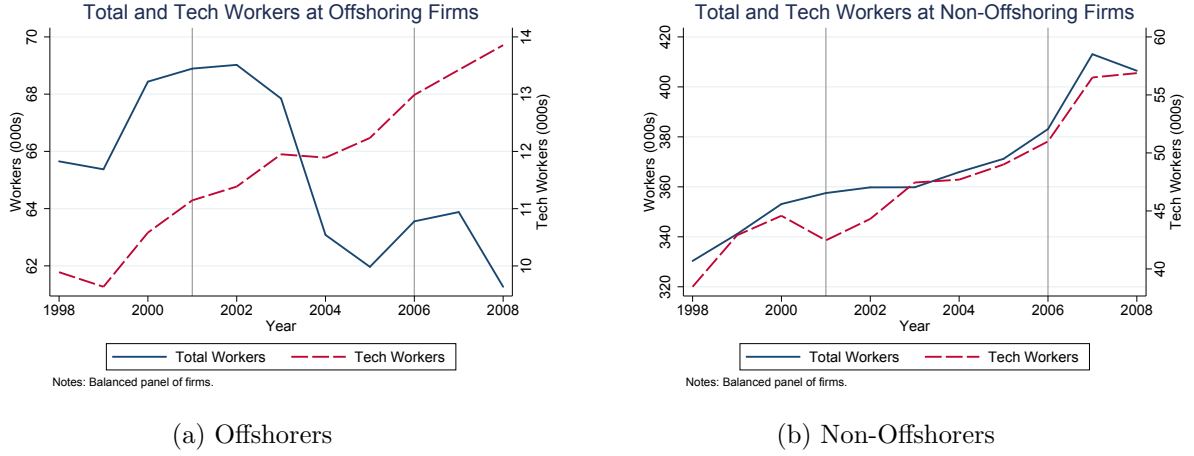 Total and Tech Workers at Offshoring Firms
Workers (000s)
70
68
66
64
62
Tech Workers (000s)
14
13
12
11
10
1998 2000 2002 2004 2006 2008
Year
Total Workers Tech Workers
Notes: Balanced panel of firms.
(a) Offshorers
Total and Tech Workers at Non-Offshoring Firms
Workers (000s)
420
400
380
360
340
320
Tech Workers (000s)
60
55
50
45
40
1998 2000 2002 2004 2006 2008
Year
Total Workers Tech Workers
Notes: Balanced panel of firms.
(b) Non-Offshorers